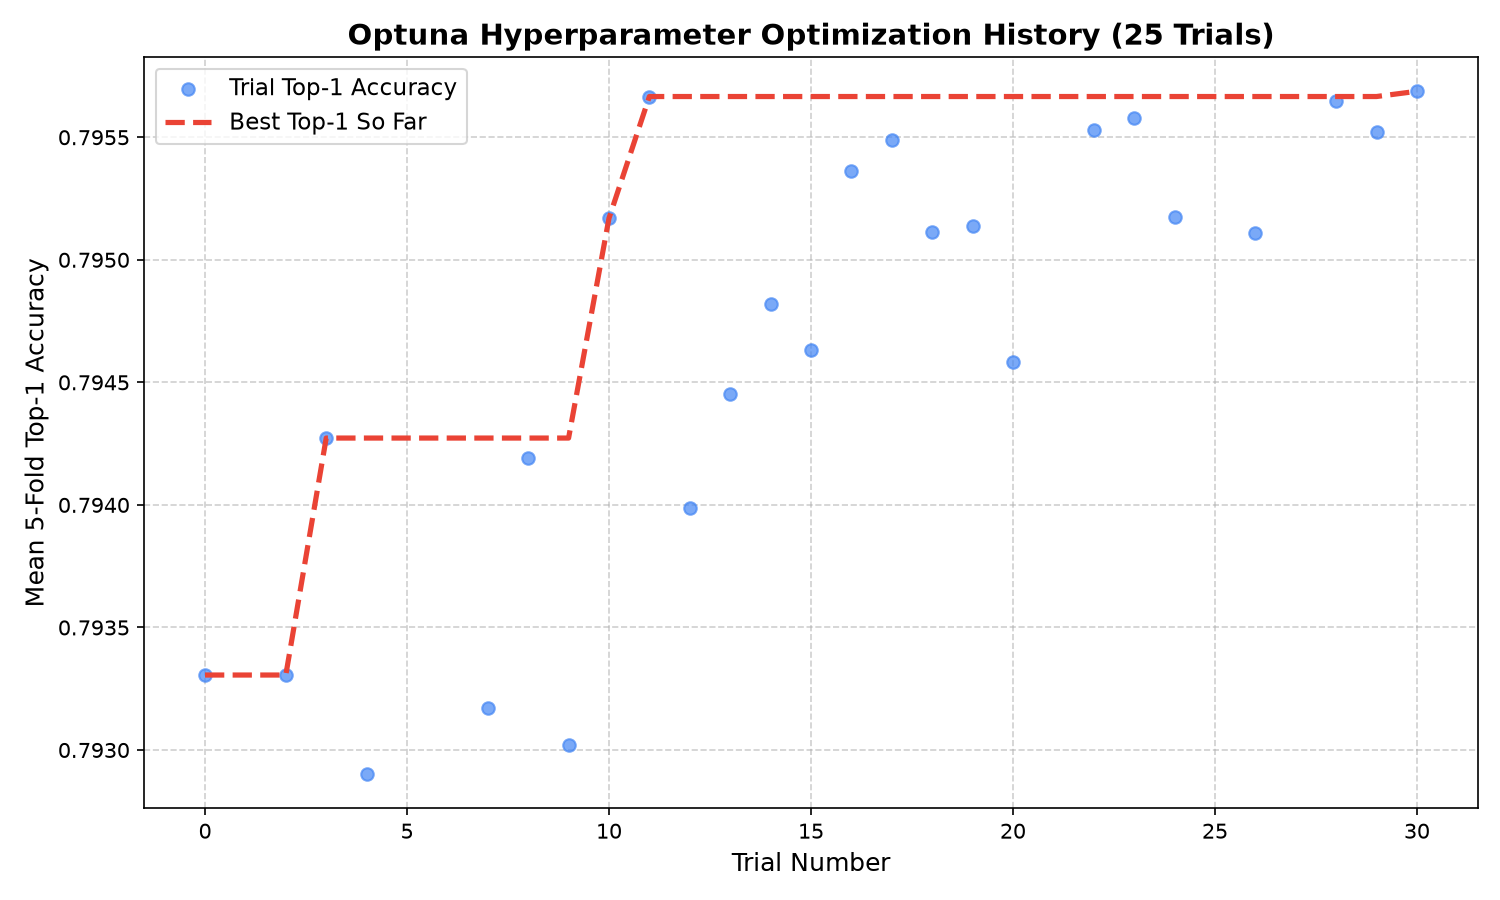 Optuna Hyperparameter Optimization History (25 Trials)
Trial Top-1 Accuracy
Best Top-1 So Far
Mean 5-Fold Top-1 Accuracy
0.7955
0.7950
0.7945
0.7940
0.7935
0.7930
0 5 10 15 20 25 30
Trial Number